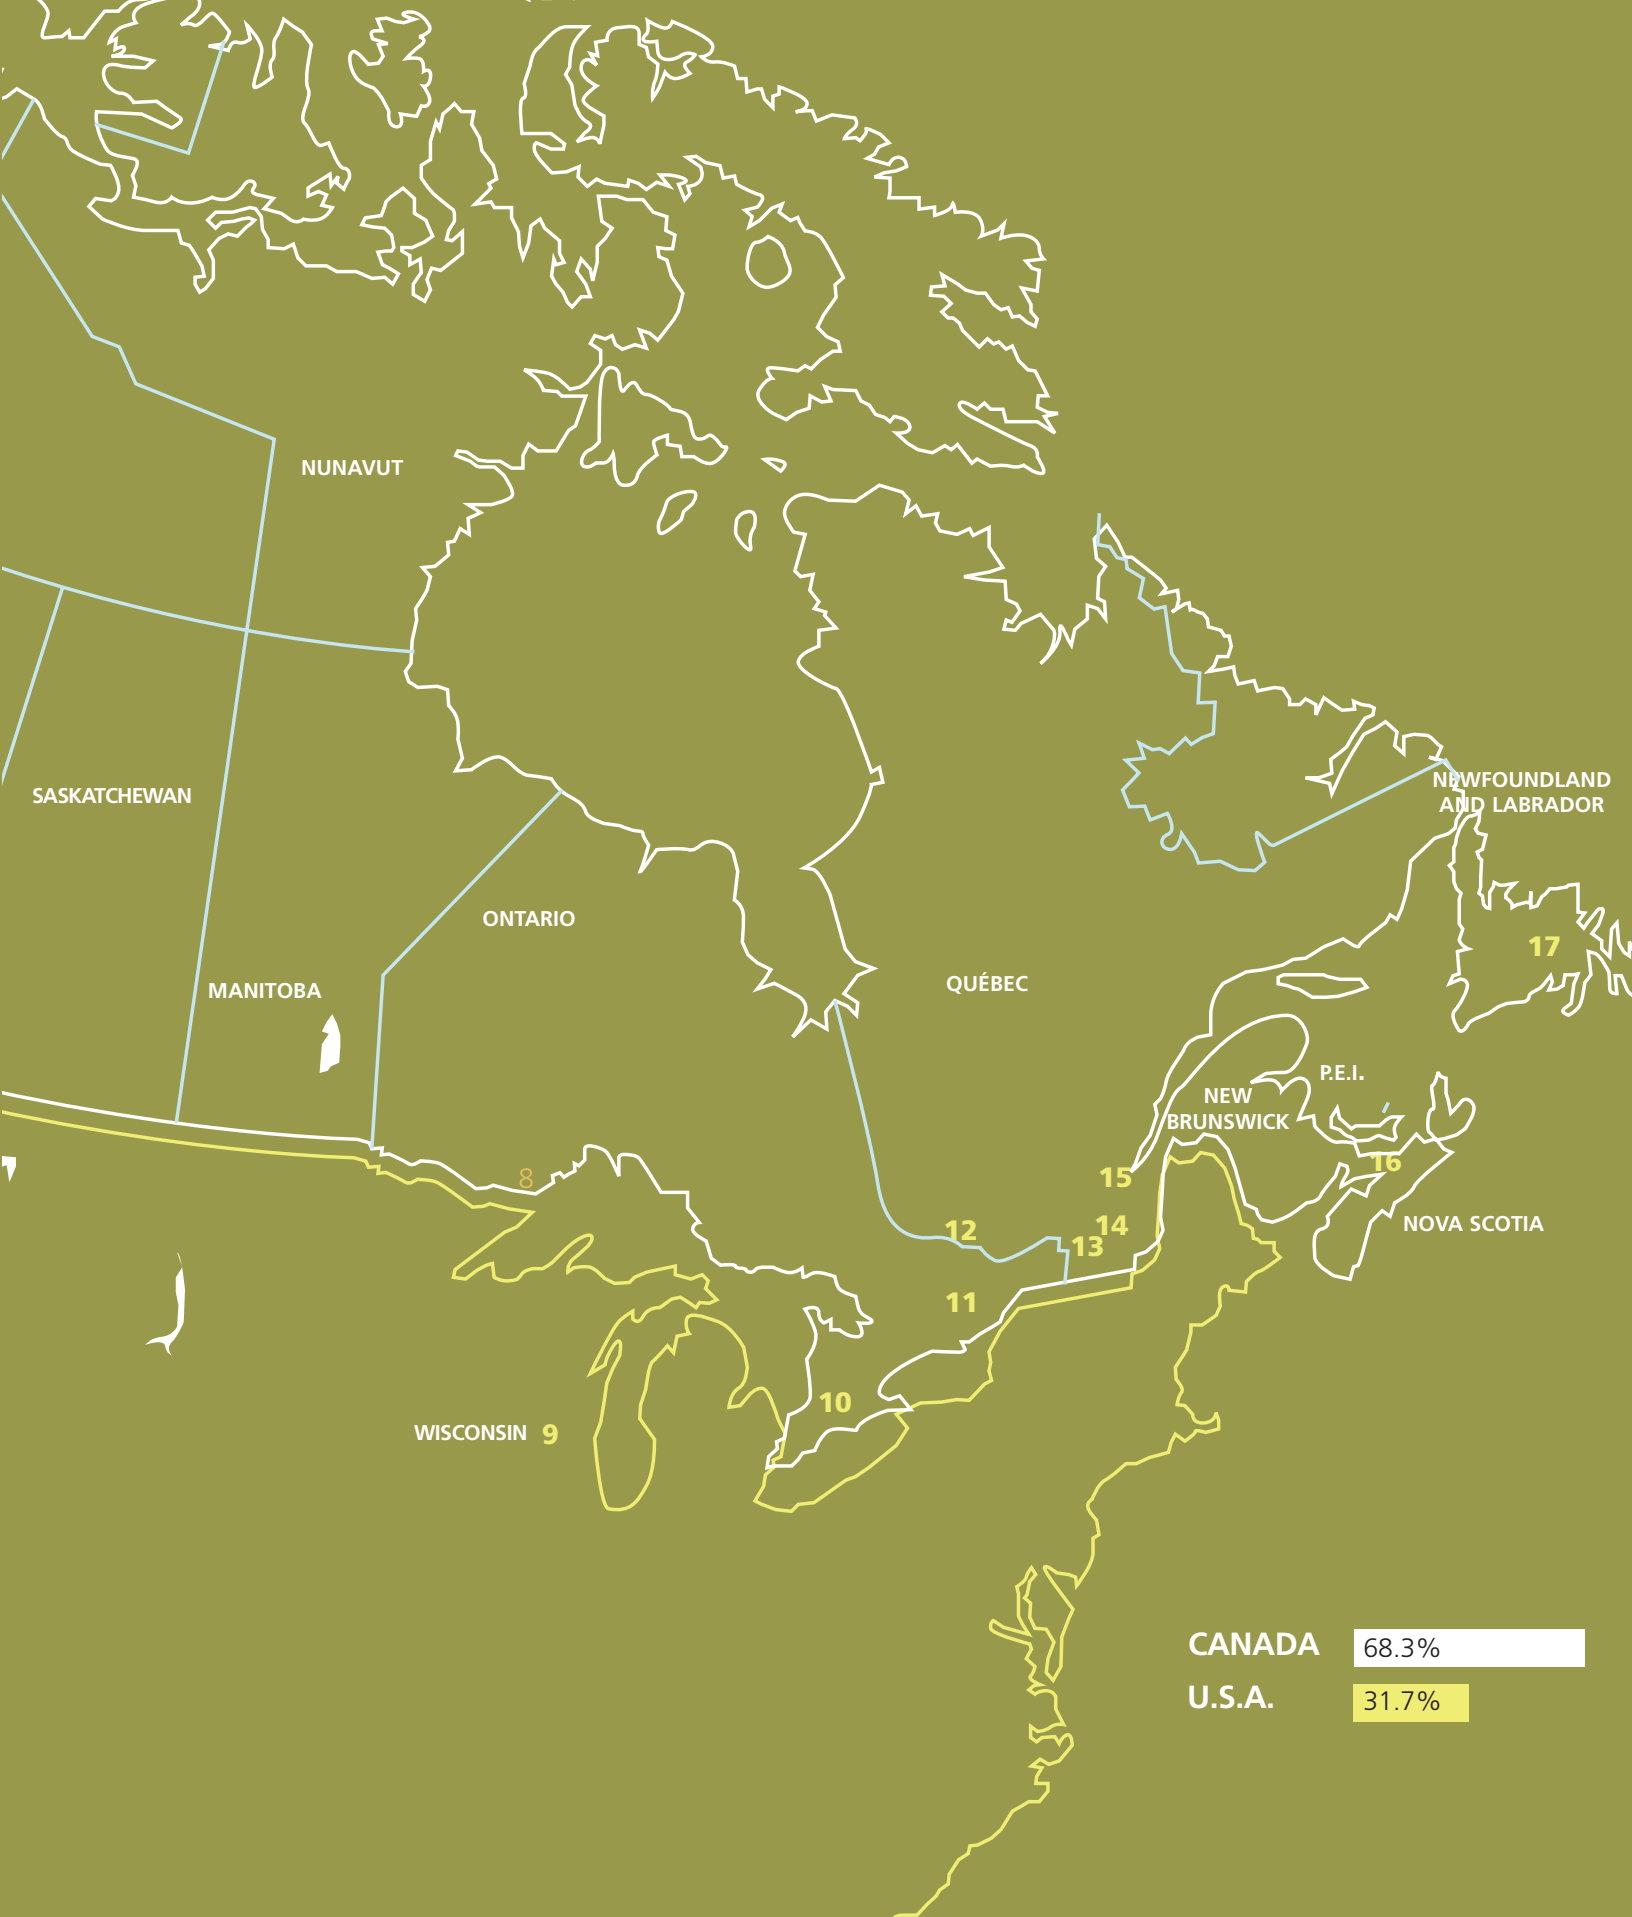 NUNAVUT
SASKATCHEWAN
NEWFOUNDLAND
AND LABRADOR
ONTARIO
17
QUÉBEC
MANITOBA
P.E.I.
NEW
BRUNSWICK
16
15
8
NOVA SCOTIA
14
12
13
11
10
WISCONSIN 9
CANADA 68.3%
U.S.A. 31.7%